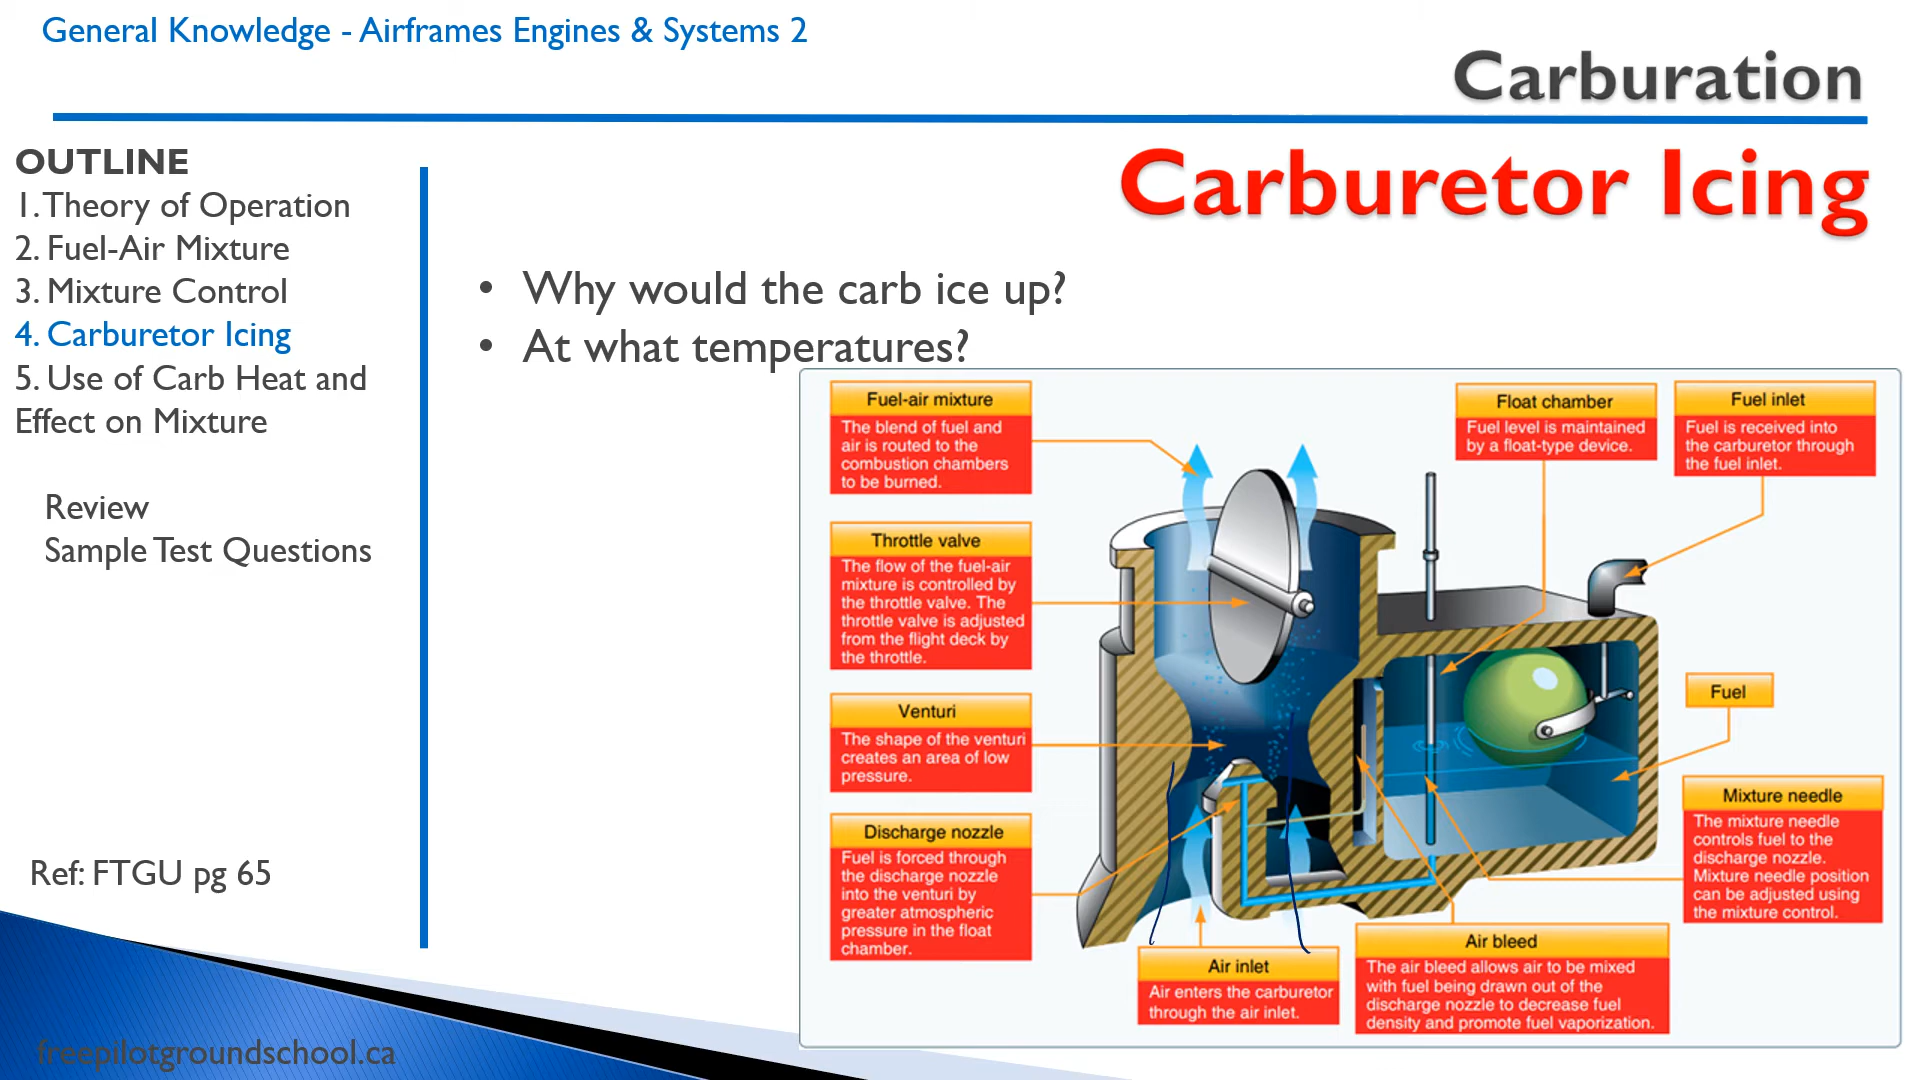 General Knowledge - Airframes Engines & Systems 2
Carburation
Carburetor Icing
OUTLINE
1. Theory of Operation
2. Fuel-Air Mixture
3. Mixture Control
4. Carburetor Icing
5. Use of Carb Heat and
Effect on Mixture
Review
Sample Test Questions
Ref: FTGU pg 65
freepilotgroundschool.ca
• Why would the carb ice up?
• At what temperatures?
Fuel-air mixture
The blend of fuel and
air is routed to the
combustion chambers
to be burned.
Throttle valve
The flow of the fuel-air
mixture is controlled by
the throttle valve. The
throttle valve is adjusted
from the flight deck by
the throttle.
Venturi
The shape of the venturi
creates an area of low
pressure.
Discharge nozzle
Fuel is forced through
the discharge nozzle
into the venturi by
greater atmospheric
pressure in the float
chamber.
Float chamber
Fuel level is maintained
by a float-type device.
Fuel inlet
Fuel is received into
the carburetor through
the fuel inlet.
Fuel
Mixture needle
The mixture needle
controls fuel to the
discharge nozzle.
Mixture needle position
can be adjusted using
the mixture control.
Air inlet
Air enters the carburetor
through the air inlet.
Air bleed
The air bleed allows air to be mixed
with fuel being drawn out of the
discharge nozzle to decrease fuel
density and promote fuel vaporization.